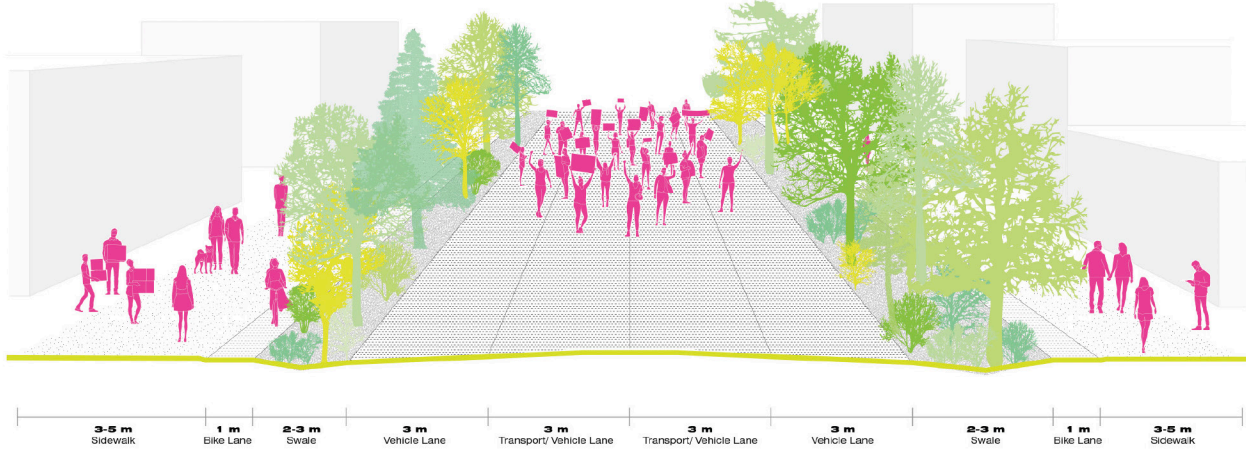 3-5 m
Sidewalk
1 m
Bike Lane
2-3 m
Swale
3 m
Vehicle Lane
3 m
Transport/ Vehicle Lane
3 m
Transport/ Vehicle Lane
3 m
Vehicle Lane
2-3 m
Swale
1 m
Bike Lane
3-5 m
Sidewalk